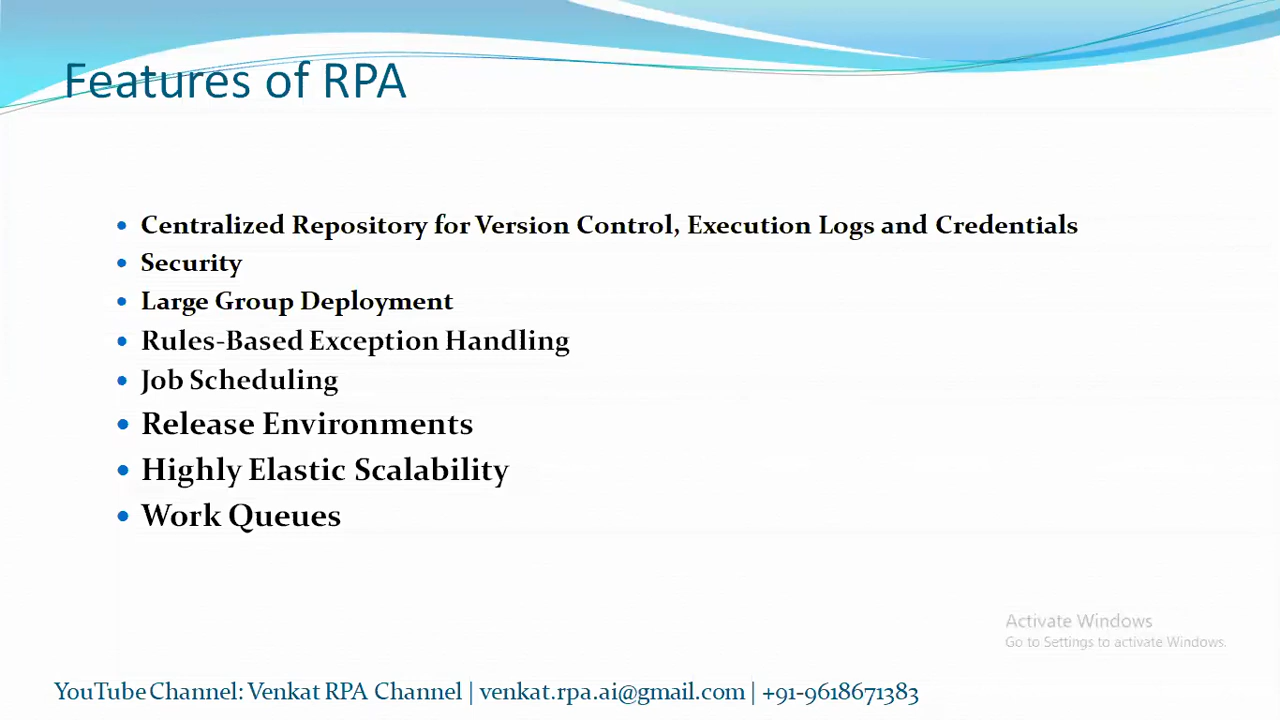 Features of RPA
Centralized Repository for Version Control, Execution Logs and Credentials
Security
Large Group Deployment
Rules-Based Exception Handling
Job Scheduling
Release Environments
Highly Elastic Scalability
Work Queues
Activate Windows
Go to Settings to activate Windows.
YouTube Channel: Venkat RPA Channel | venkat.rpa.ai@gmail.com | +91-9618671383